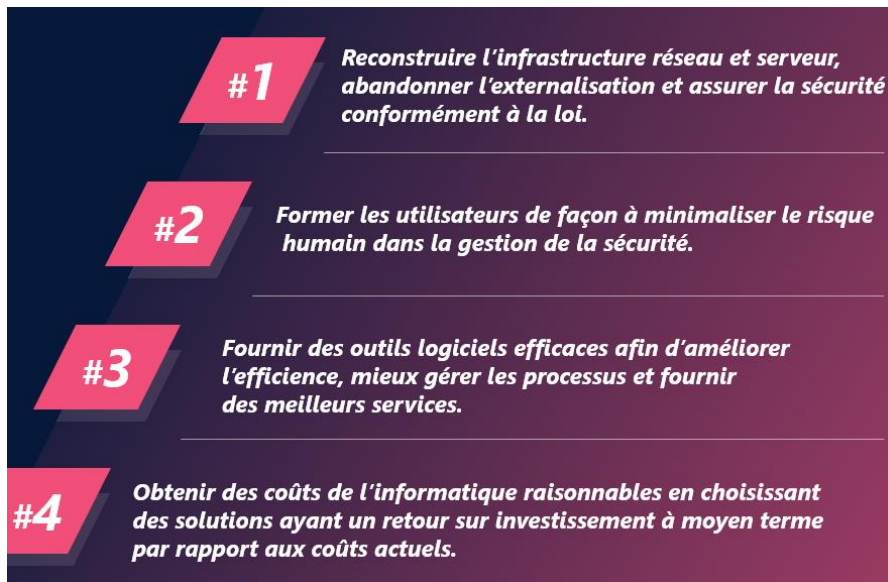 #1
Reconstruire l’infrastructure réseau et serveur,
abandonner l’externalisation et assurer la sécurité
conformément à la loi.
#2
Former les utilisateurs de façon à minimaliser le risque
humain dans la gestion de la sécurité.
#3
Fournir des outils logiciels efficaces afin d’améliorer
l’efficience, mieux gérer les processus et fournir
des meilleurs services.
#4
Obtenir des coûts de l’informatique raisonnables en choisissant
des solutions ayant un retour sur investissement à moyen terme
par rapport aux coûts actuels.